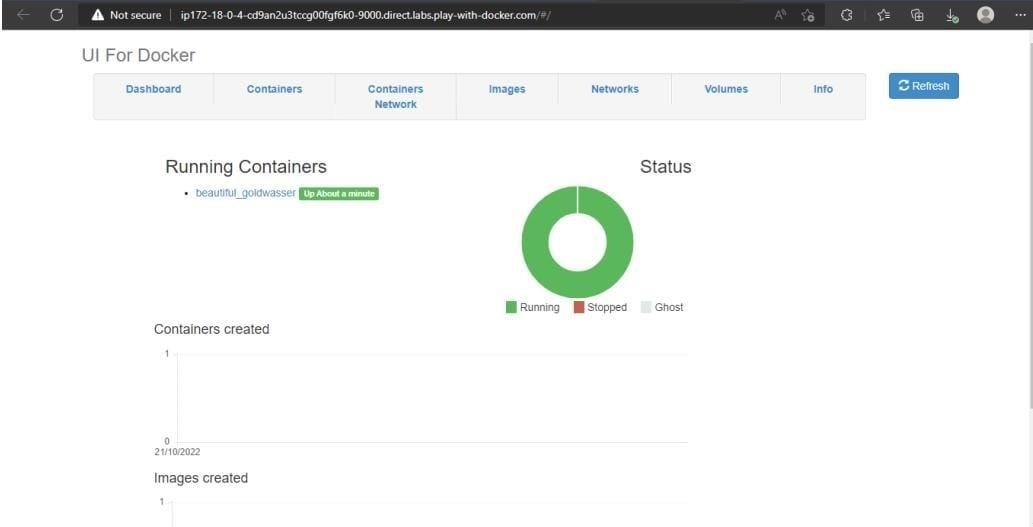 Not secure | ip172-18-0-4-cd9an2u3tccg00fgf6k0-9000.direct.labs.play-with-docker.com/#/
UI For Docker
Dashboard
Containers
Containers
Network
Images
Networks
Volumes
Info
Refresh
Running Containers
beautiful_goldwasser Up About a minute
Status
Running Stopped Ghost
Containers created
1
0
21/10/2022
Images created
1